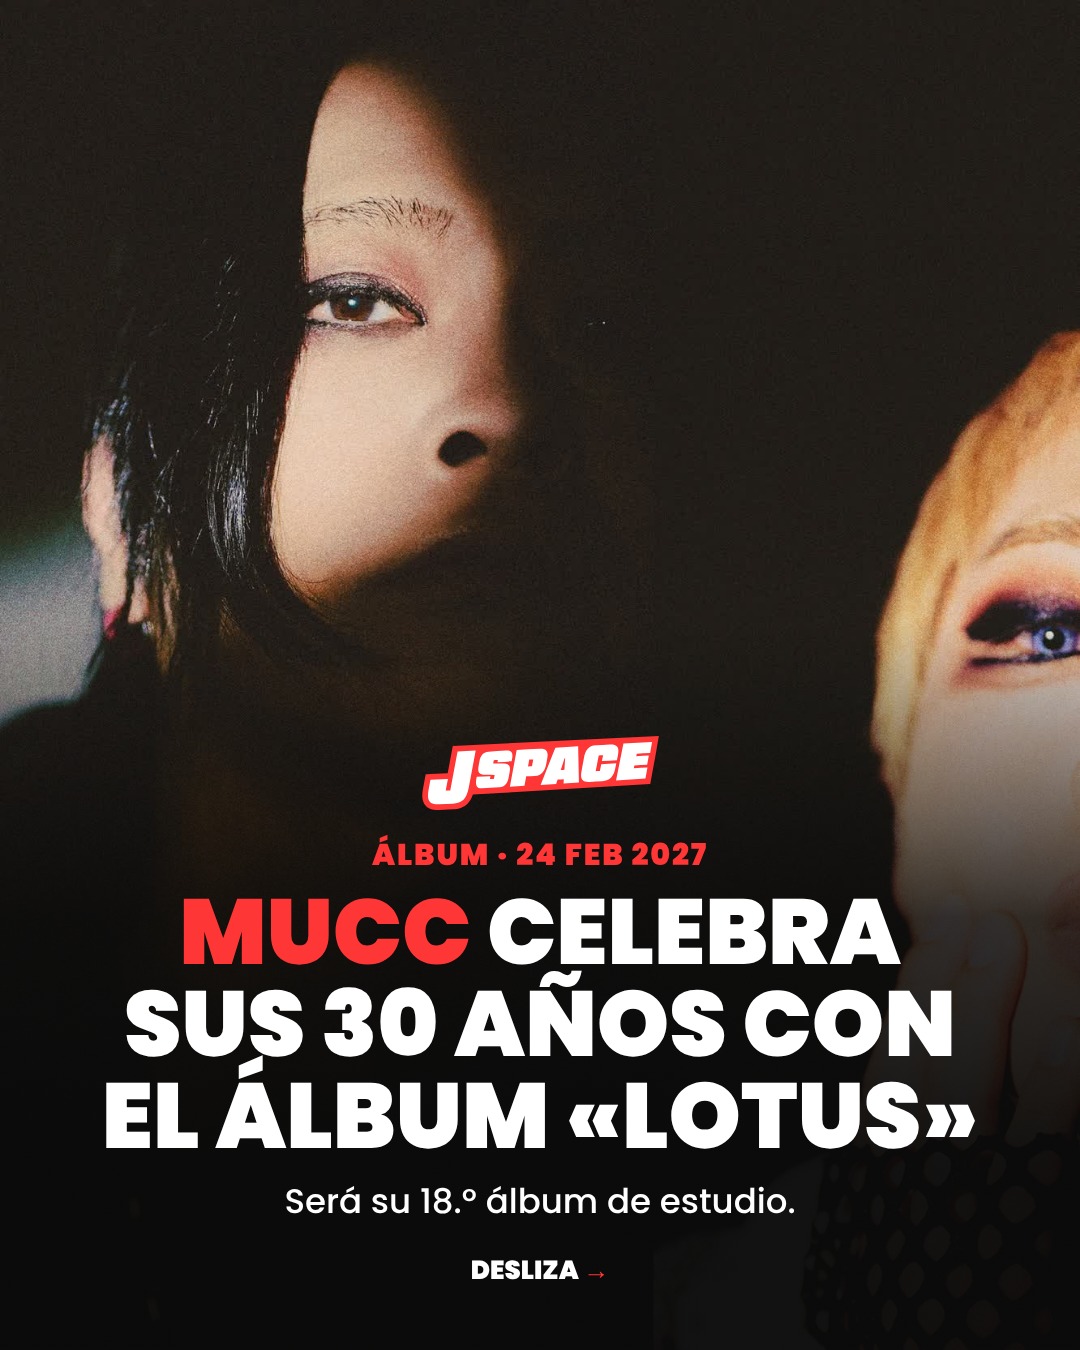 JSPACE
ÁLBUM · 24 FEB 2027
MUCC CELEBRA
SUS 30 AÑOS CON
EL ÁLBUM «LOTUS»
Será su 18.º álbum de estudio.
DESLIZA →